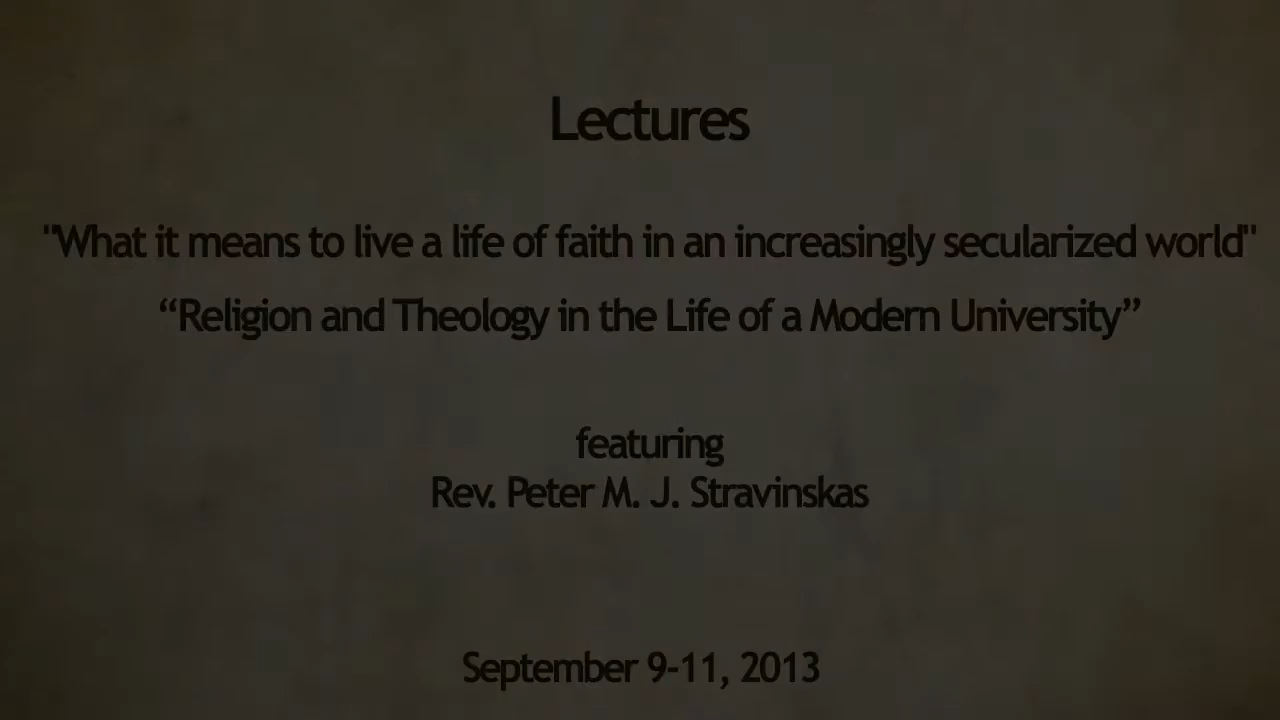 Lectures
"What it means to live a life of faith in an increasingly secularized world"
“Religion and Theology in the Life of a Modern University”
featuring
Rev. Peter M. J. Stravinskas
September 9-11, 2013